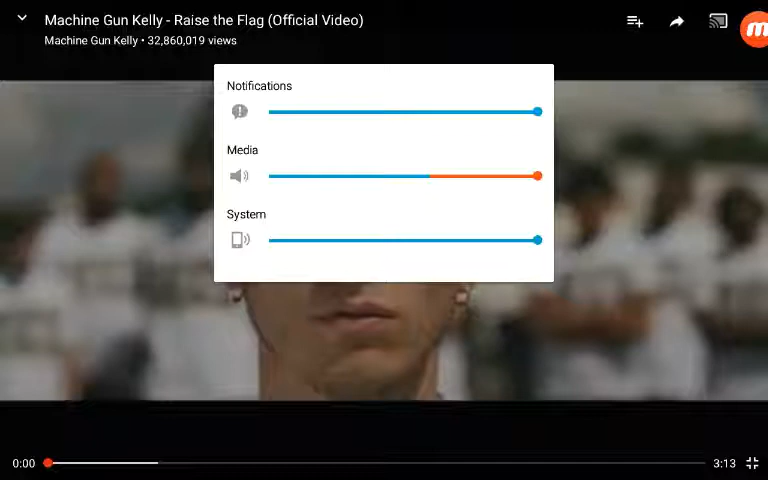 Machine Gun Kelly - Raise the Flag (Official Video)
Machine Gun Kelly • 32,860,019 views
Notifications
Media
System
0:00
3:13